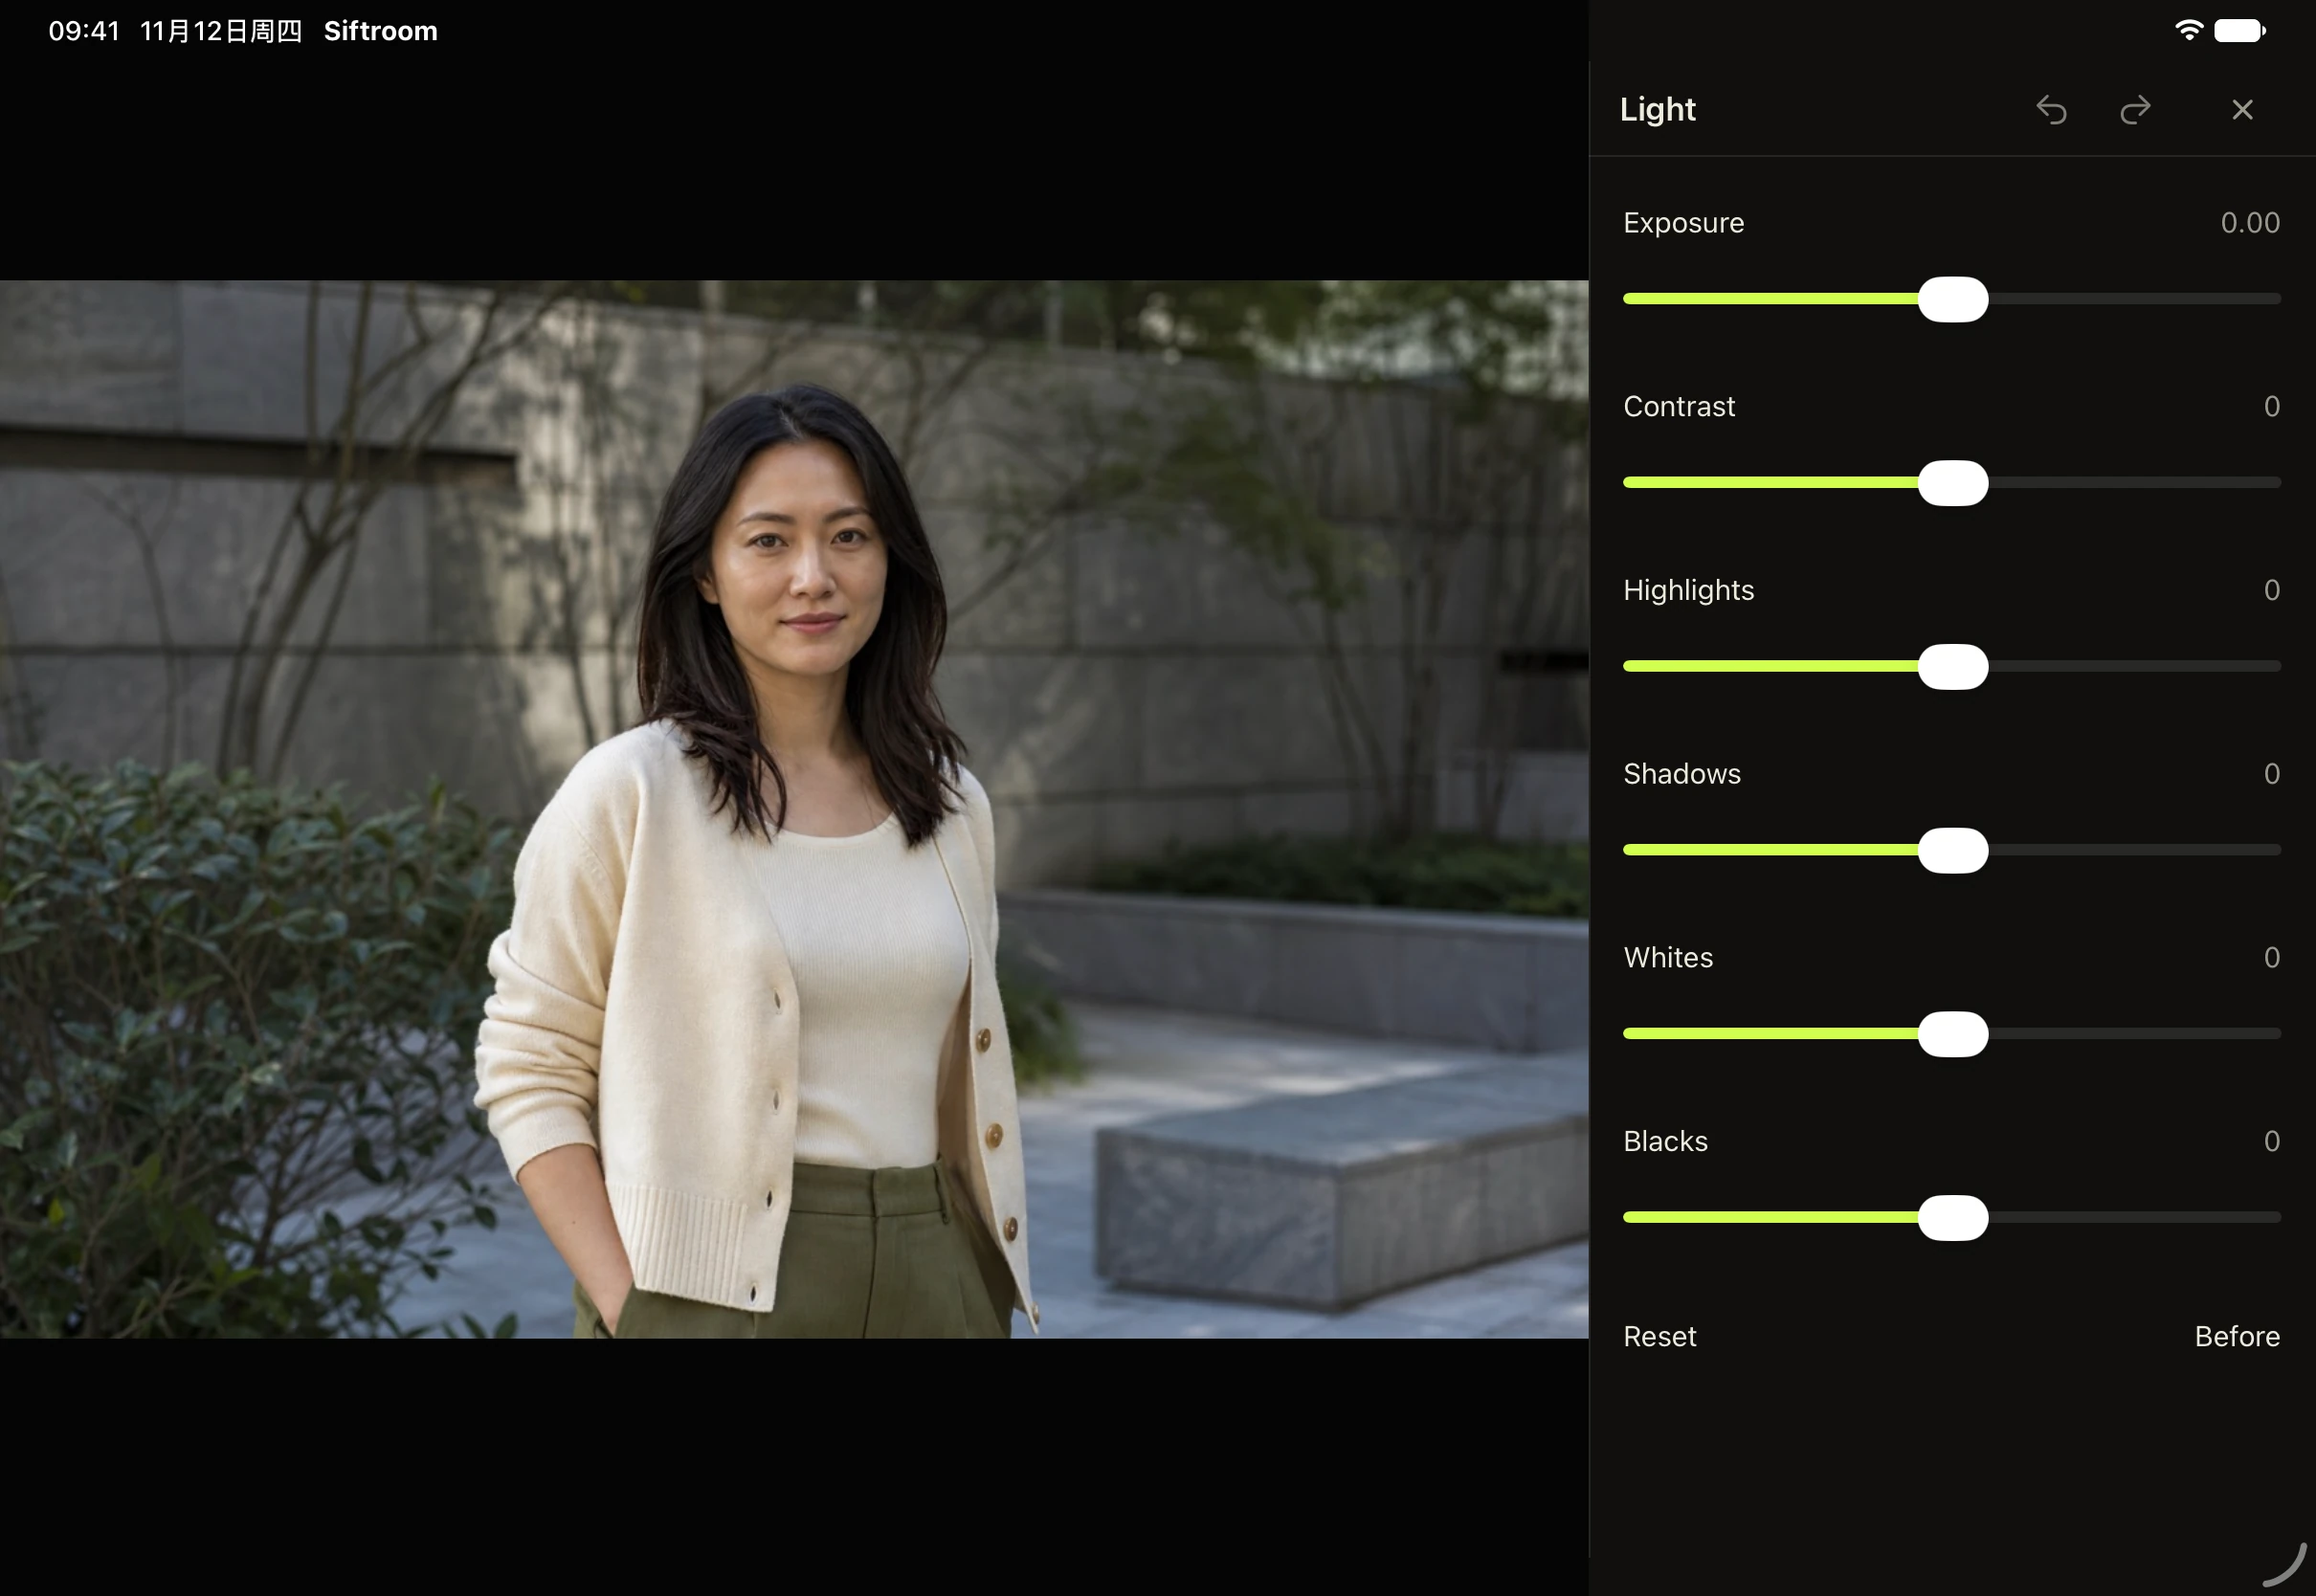 09:41 11月12日周四 Siftroom
Light
Exposure 0.00
Contrast 0
Highlights 0
Shadows 0
Whites 0
Blacks 0
Reset Before